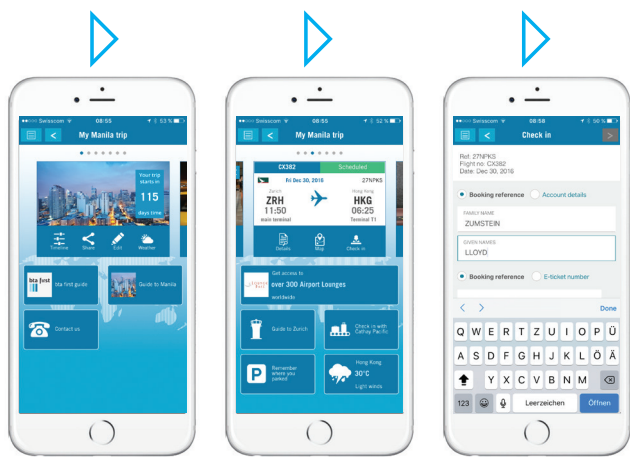 Swisscom 08:55 53 %
My Manila trip
Your trip
starts in
115
days time
Timeline Share Edit Weather
bta first
bta first guide
Guide to Manila
Contact us
Swisscom 08:55 52 %
My Manila trip
CX382 Scheduled
Fri Dec 30, 2016 27NPKS
Zurich Hong Kong
ZRH HKG
11:50 06:25
main terminal Terminal T1
Details Map Check in
Get access to
over 300 Airport Lounges
worldwide
Guide to Zurich
Check in with
Cathay Pacific
P
Remember
where you
parked
Hong Kong
30°C
Light winds
Swisscom 08:58 50 %
Check in
Ref: 27NPKS
Flight no: CX382
Date: Dec 30, 2016
Booking reference Account details
FAMILY NAME
ZUMSTEIN
GIVEN NAMES
LLOYD
Booking reference E-ticket number
Done
Q W E R T Z U I O P Ü
A S D F G H J K L Ö Ä
Y X C V B N M
123 Leerzeichen Öffnen